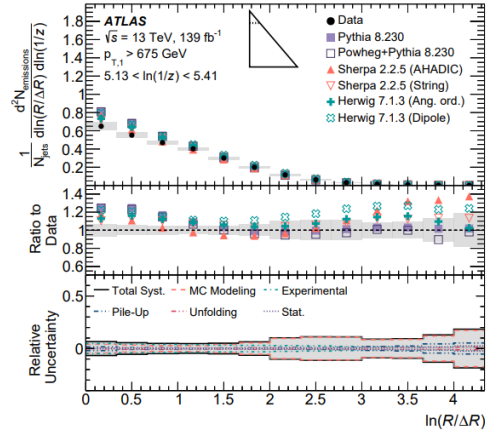 ATLAS
√s = 13 TeV, 139 fb⁻¹
p_T,1 > 675 GeV
5.13 < ln(1/z) < 5.41
Data
Pythia 8.230
Powheg+Pythia 8.230
Sherpa 2.2.5 (AHADIC)
Sherpa 2.2.5 (String)
Herwig 7.1.3 (Ang. ord.)
Herwig 7.1.3 (Dipole)
1/N_jets d²N_emissions/dln(R/ΔR) dln(1/z)
1.8
1.6
1.4
1.2
1.0
0.8
0.6
0.4
0.2
Ratio to Data
1.4
1.2
1
0.8
0.6
Relative Uncertainty
0.5
0
Total Syst.
MC Modeling
Experimental
Pile-Up
Unfolding
Stat.
0 0.5 1 1.5 2 2.5 3 3.5 4
ln(R/ΔR)